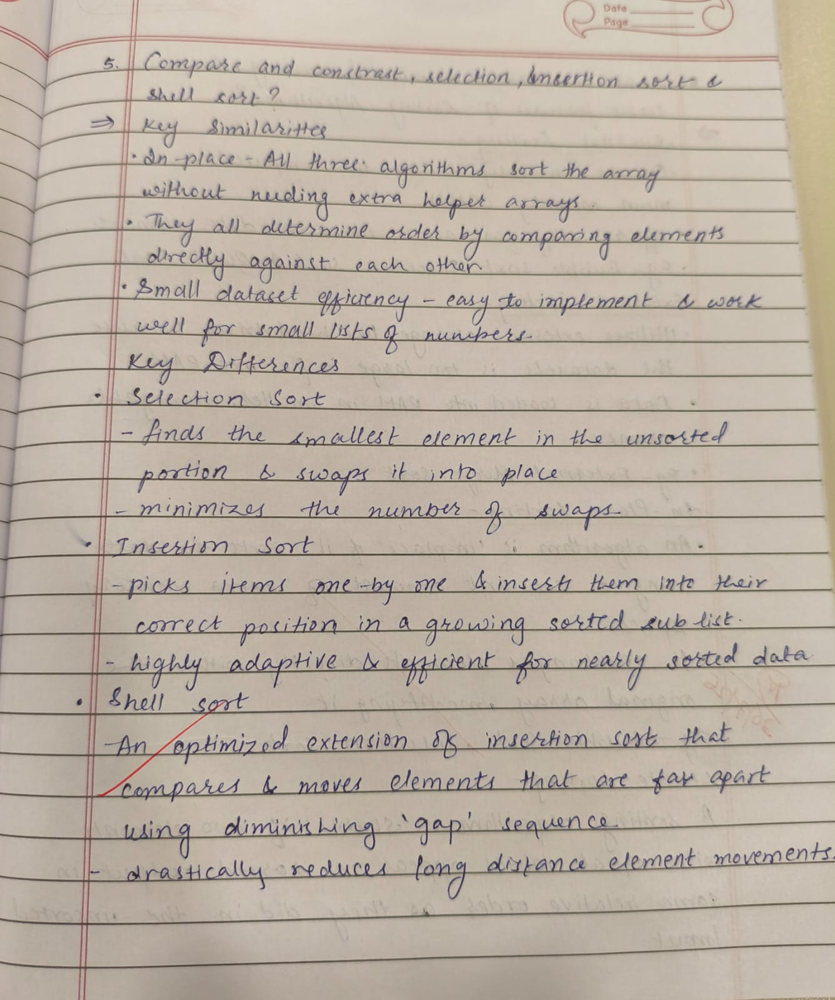 Date
Page
5. Compare and constrast, selection, insertion sort &
shell sort?
⇒ Key Similarities
· In-place - All three algorithms sort the array
without needing extra helper arrays.
· They all determine order by comparing elements
directly against each other.
· Small dataset efficiency - easy to implement & work
well for small lists of numbers.
Key Differences
· Selection Sort
- finds the smallest element in the unsorted
portion & swaps it into place
- minimizes the number of swaps.
· Insertion Sort
- picks items one-by one & inserts them into their
correct position in a growing sorted sub list.
- highly adaptive & efficient for nearly sorted data
· Shell sort
- An optimized extension of insertion sort that
compares & moves elements that are far apart
using diminishing 'gap' sequence.
- drastically reduces long distance element movements.